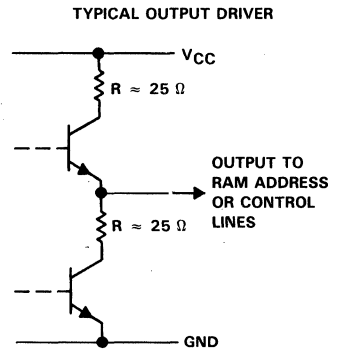 TYPICAL OUTPUT DRIVER
VCC
R ≈ 25 Ω
OUTPUT TO
RAM ADDRESS
OR CONTROL
LINES
R ≈ 25 Ω
GND